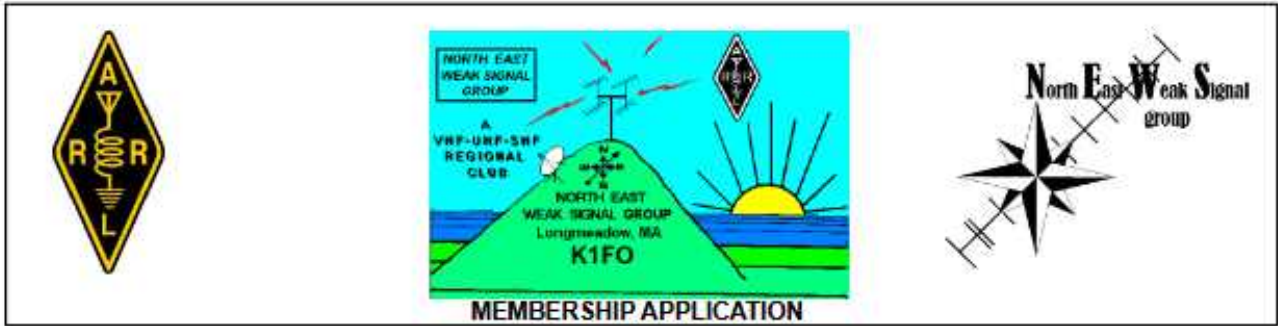 A
R R
L
NORTH EAST
WEAK SIGNAL
GROUP
A
VHF-UHF-SHF
REGIONAL
CLUB
A
R R
L
N
NORTH EAST
WEAK SIGNAL GROUP
Longmeadow, MA
K1FO
North East Weak Signal
group
MEMBERSHIP APPLICATION